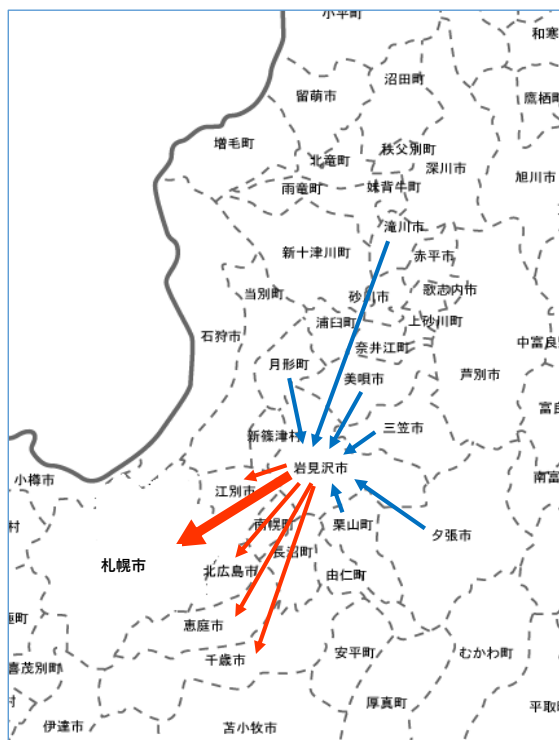 小平町
和寒
沼田町
留萌市
鷹栖町
増毛町
秩父別町
北竜町
深川市
旭川市
雨竜町
妹背牛町
滝川市
新十津川町
赤平市
当別町
砂川市
歌志内市
浦臼町
上砂川町
石狩市
奈井江町
中富良野
月形町
美唄市
芦別市
富良
三笠市
新篠津村
岩見沢市
小樽市
南富
江別市
村
南幌町
栗山町
夕張市
長沼町
札幌市
北広島市
由仁町
恵庭市
千歳市
安平町
むかわ町
喜茂別町
厚真町
村
平取
伊達市
苫小牧市